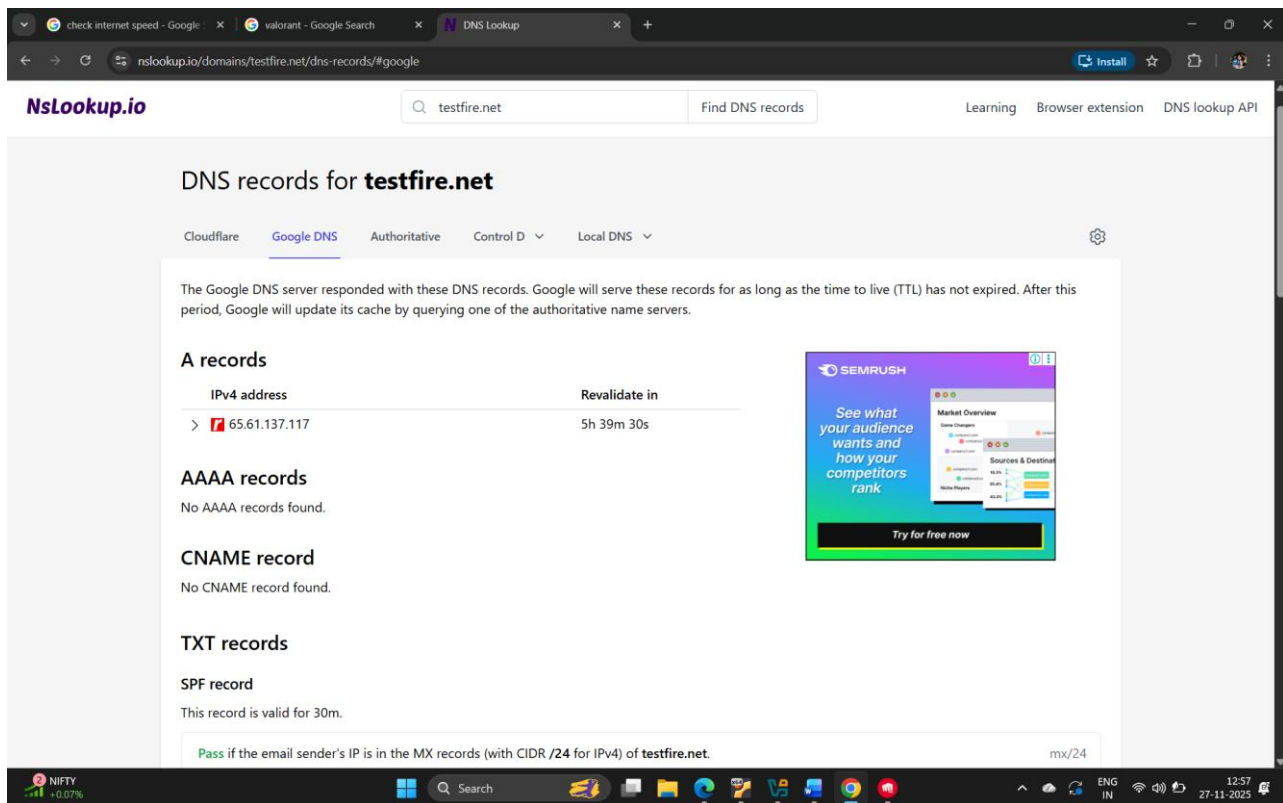 check internet speed - Google
valorant - Google Search
DNS Lookup
nslookup.io/domains/testfire.net/dns-records/#google
Install
NsLookup.io
testfire.net
Find DNS records
Learning
Browser extension
DNS lookup API
DNS records for testfire.net
Cloudflare
Google DNS
Authoritative
Control D
Local DNS
The Google DNS server responded with these DNS records. Google will serve these records for as long as the time to live (TTL) has not expired. After this
period, Google will update its cache by querying one of the authoritative name servers.
A records
IPv4 address
Revalidate in
65.61.137.117
5h 39m 30s
AAAA records
No AAAA records found.
CNAME record
No CNAME record found.
TXT records
SPF record
This record is valid for 30m.
Pass if the email sender's IP is in the MX records (with CIDR /24 for IPv4) of testfire.net.
mx/24
SEMRUSH
See what
your audience
wants and
how your
competitors
rank
Market Overview
Game Changers
Sources & Destinat
Niche Players
Try for free now
2
NIFTY
+0.07%
Search
ENG
IN
12:57
27-11-2025